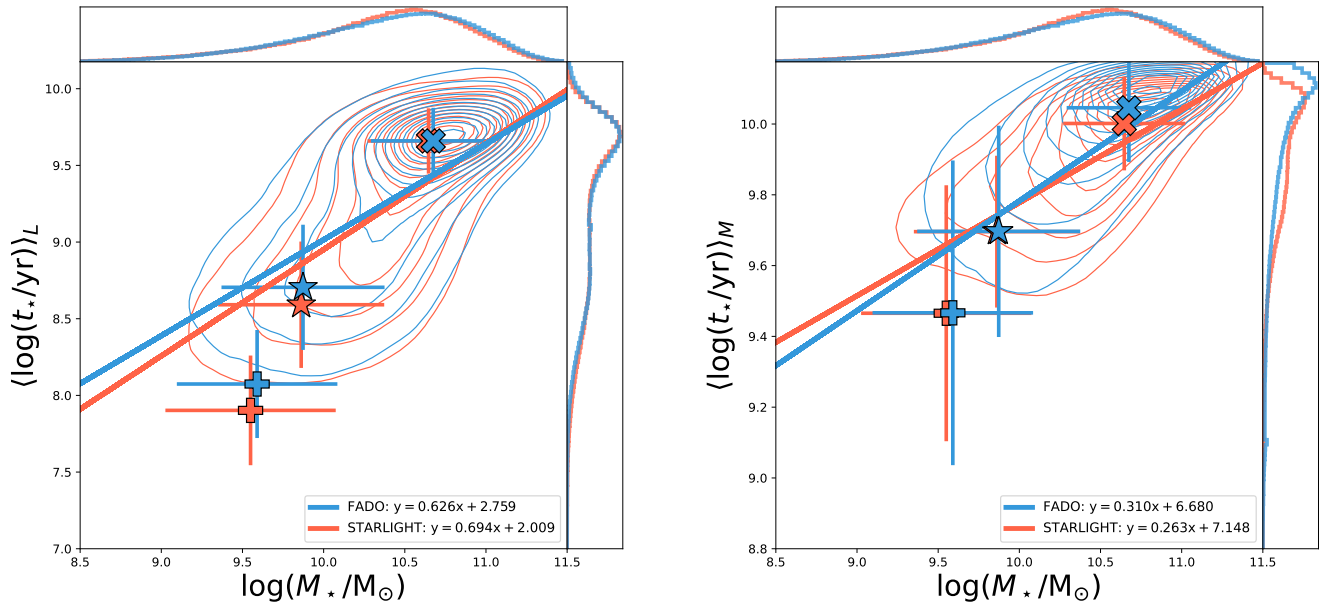 10.0
9.5
9.0
8.5
8.0
7.5
7.0
⟨log(t⋆/yr)⟩L
8.5 9.0 9.5 10.0 10.5 11.0 11.5
log(M⋆/M⊙)
FADO: y = 0.626x + 2.759
STARLIGHT: y = 0.694x + 2.009
10.0
9.8
9.6
9.4
9.2
9.0
8.8
⟨log(t⋆/yr)⟩M
8.5 9.0 9.5 10.0 10.5 11.0 11.5
log(M⋆/M⊙)
FADO: y = 0.310x + 6.680
STARLIGHT: y = 0.263x + 7.148